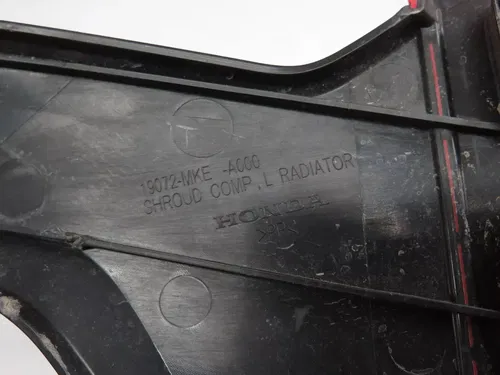 19072-MKE -A000
SHROUD COMP , L RADIATOR
HONDA